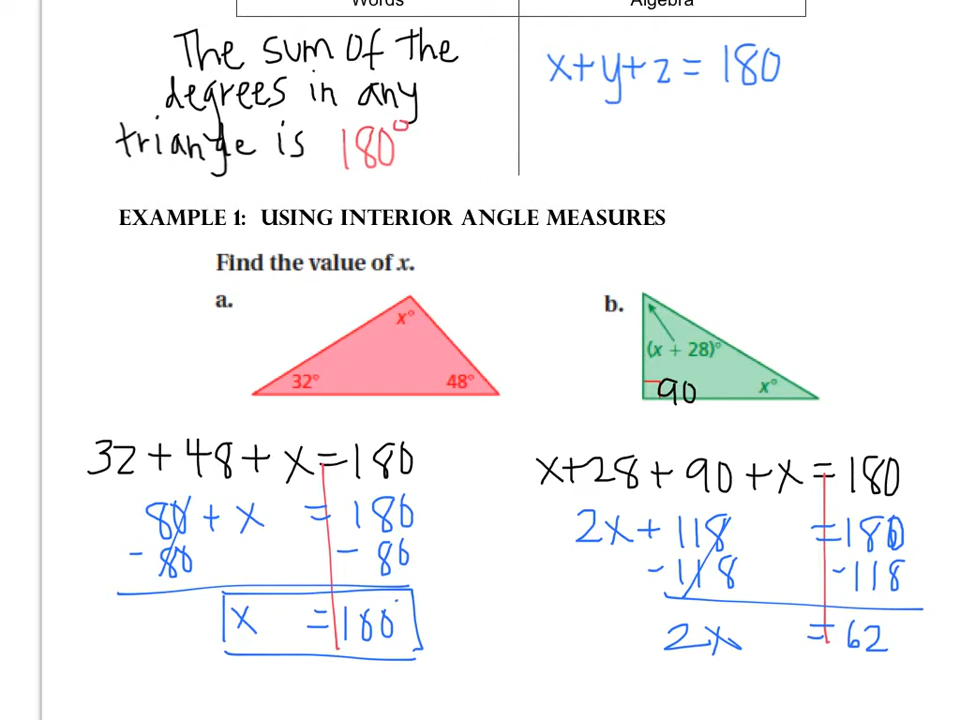 Words
Algebra
The sum of the
degrees in any
triangle is 180°
x+y+z=180
EXAMPLE 1: USING INTERIOR ANGLE MEASURES
Find the value of x.
a.
x°
32°
48°
32+48+x=180
80+x=180
-80 -80
x=100
b.
(x + 28)°
90
x°
x+28+90+x=180
2x+118=180
-118 -118
2x=62